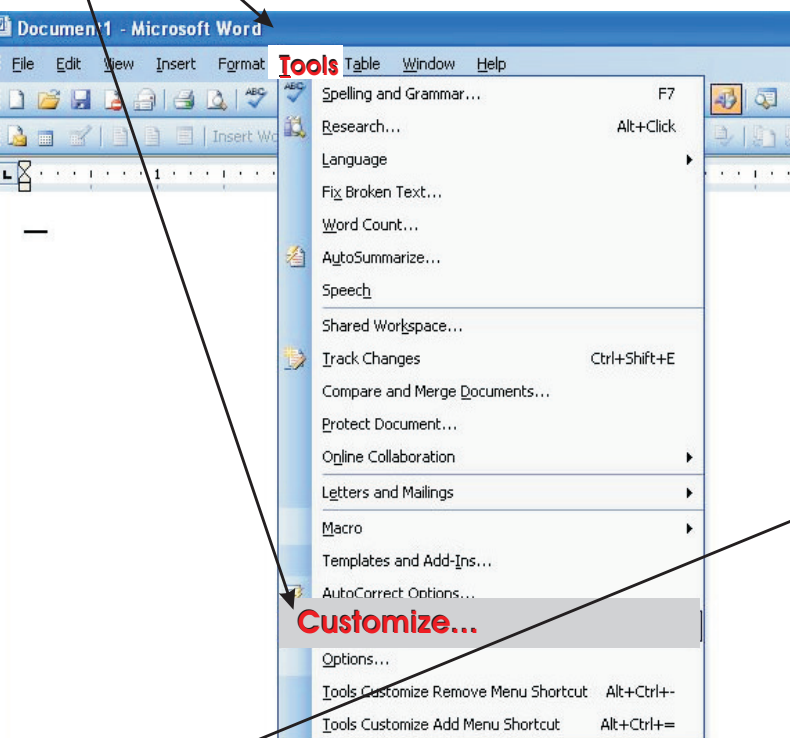 Document1 - Microsoft Word
File Edit View Insert Format Tools Table Window Help
Insert
L 1
Spelling and Grammar... F7
Research... Alt+Click
Language
Fix Broken Text...
Word Count...
AutoSummarize...
Speech
Shared Workspace...
Track Changes Ctrl+Shift+E
Compare and Merge Documents...
Protect Document...
Online Collaboration
Letters and Mailings
Macro
Templates and Add-Ins...
AutoCorrect Options...
Customize...
Options...
Tools Customize Remove Menu Shortcut Alt+Ctrl+-
Tools Customize Add Menu Shortcut Alt+Ctrl+=